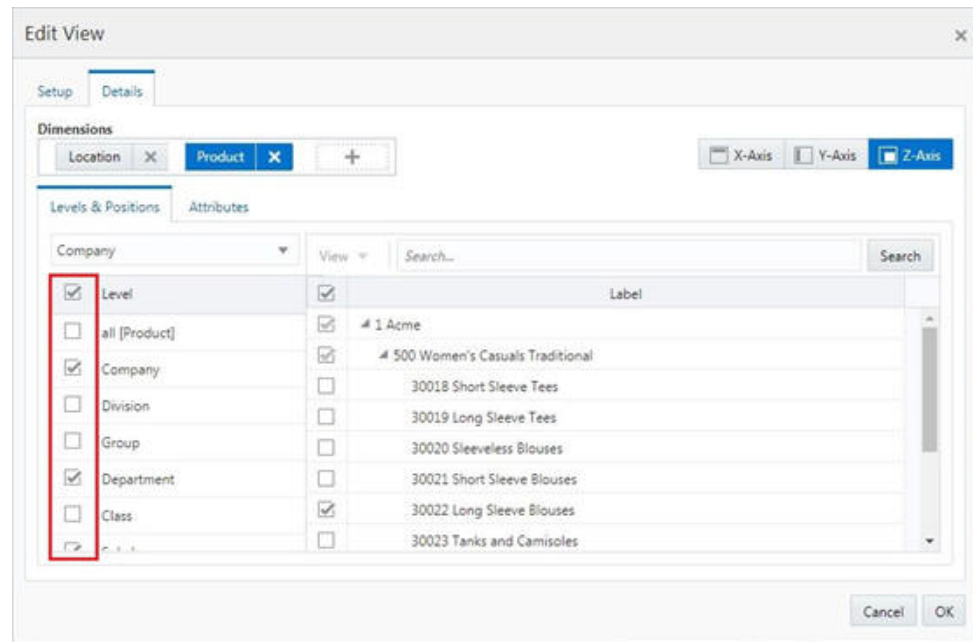 Edit View
Setup Details
Dimensions
Location Product
X-Axis Y-Axis Z-Axis
Levels & Positions Attributes
Company View Search... Search
Level Label
all [Product] 1 Acme
Company 500 Women's Casuals Traditional
Division 30018 Short Sleeve Tees
30019 Long Sleeve Tees
Group 30020 Sleeveless Blouses
Department 30021 Short Sleeve Blouses
Class 30022 Long Sleeve Blouses
30023 Tanks and Camisoles
Cancel OK